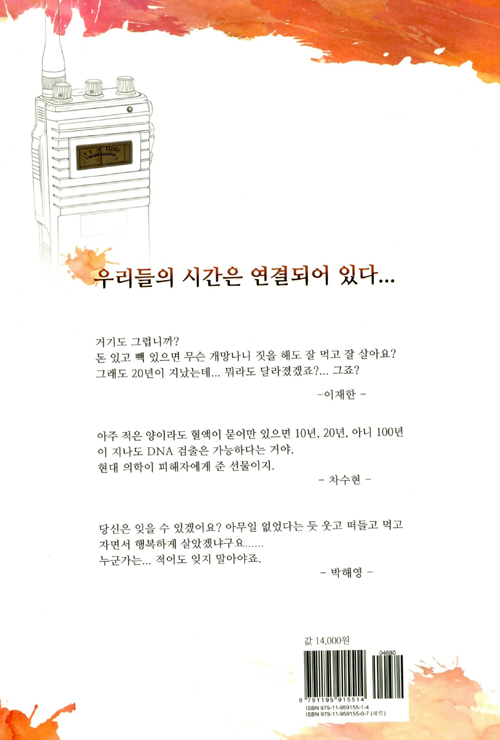 우리들의 시간은 연결되어 있다...
거기도 그럽니까?
돈 있고 빽 있으면 무슨 개망나니 짓을 해도 잘 먹고 잘 살아요?
그래도 20년이 지났는데... 뭐라도 달라졌겠죠?... 그죠?
-이재한 -
아주 적은 양이라도 혈액이 묻어만 있으면 10년, 20년, 아니 100년
이 지나도 DNA 검출은 가능하다는 거야.
현대 의학이 피해자에게 준 선물이지.
- 차수현 -
당신은 잊을 수 있겠어요? 아무일 없었다는 듯 웃고 떠들고 먹고
자면서 행복하게 살았겠냐구요......
누군가는... 적어도 잊지 말아야죠.
- 박해영 -
값 14,000원
04680
9 791195 915514
ISBN 979-11-959155-1-4
ISBN 979-11-959155-0-7 (세트)